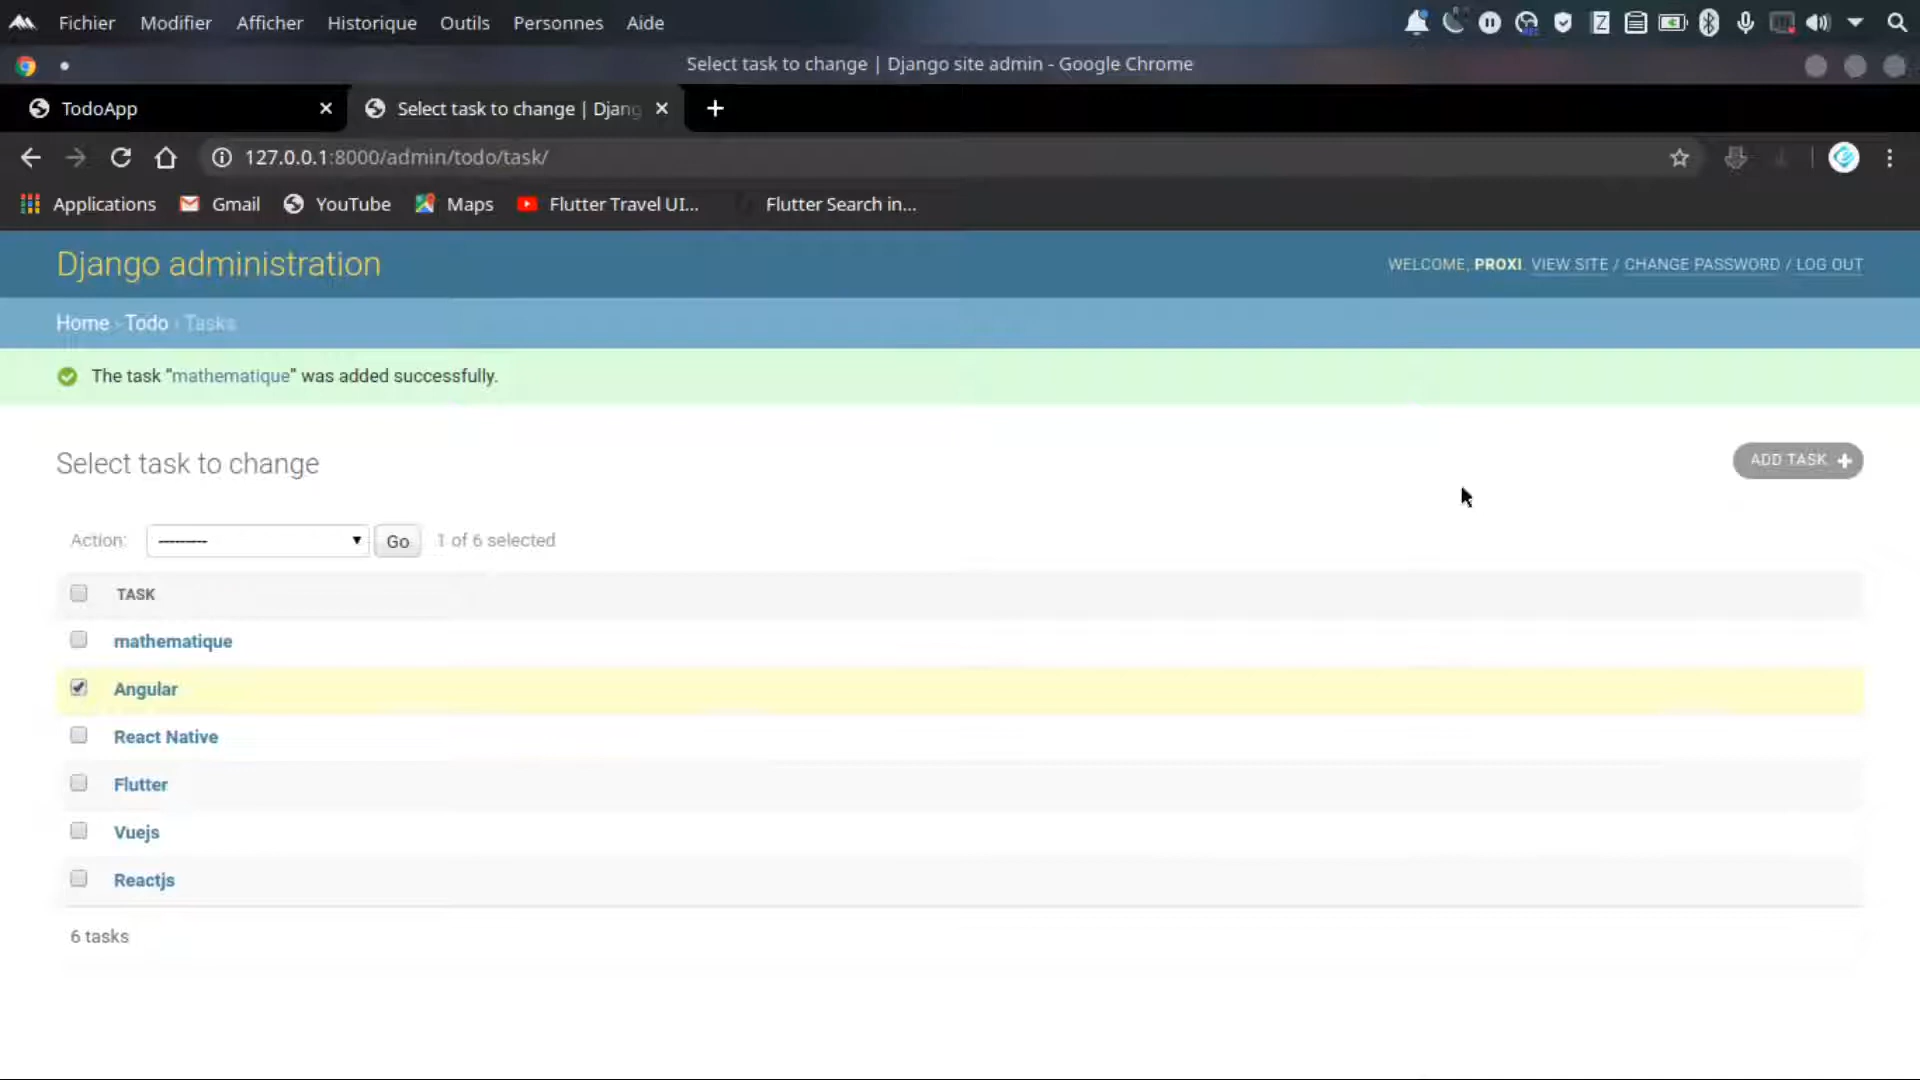 Fichier Modifier Afficher Historique Outils Personnes Aide
Select task to change | Django site admin - Google Chrome
TodoApp Select task to change | Djang
127.0.0.1:8000/admin/todo/task/
Applications Gmail YouTube Maps Flutter Travel UI... Flutter Search in...
Django administration WELCOME, PROXI. VIEW SITE / CHANGE PASSWORD / LOG OUT
Home › Todo › Tasks
The task “mathematique” was added successfully.
Select task to change ADD TASK +
Action: --------- Go 1 of 6 selected
TASK
mathematique
Angular
React Native
Flutter
Vuejs
Reactjs
6 tasks